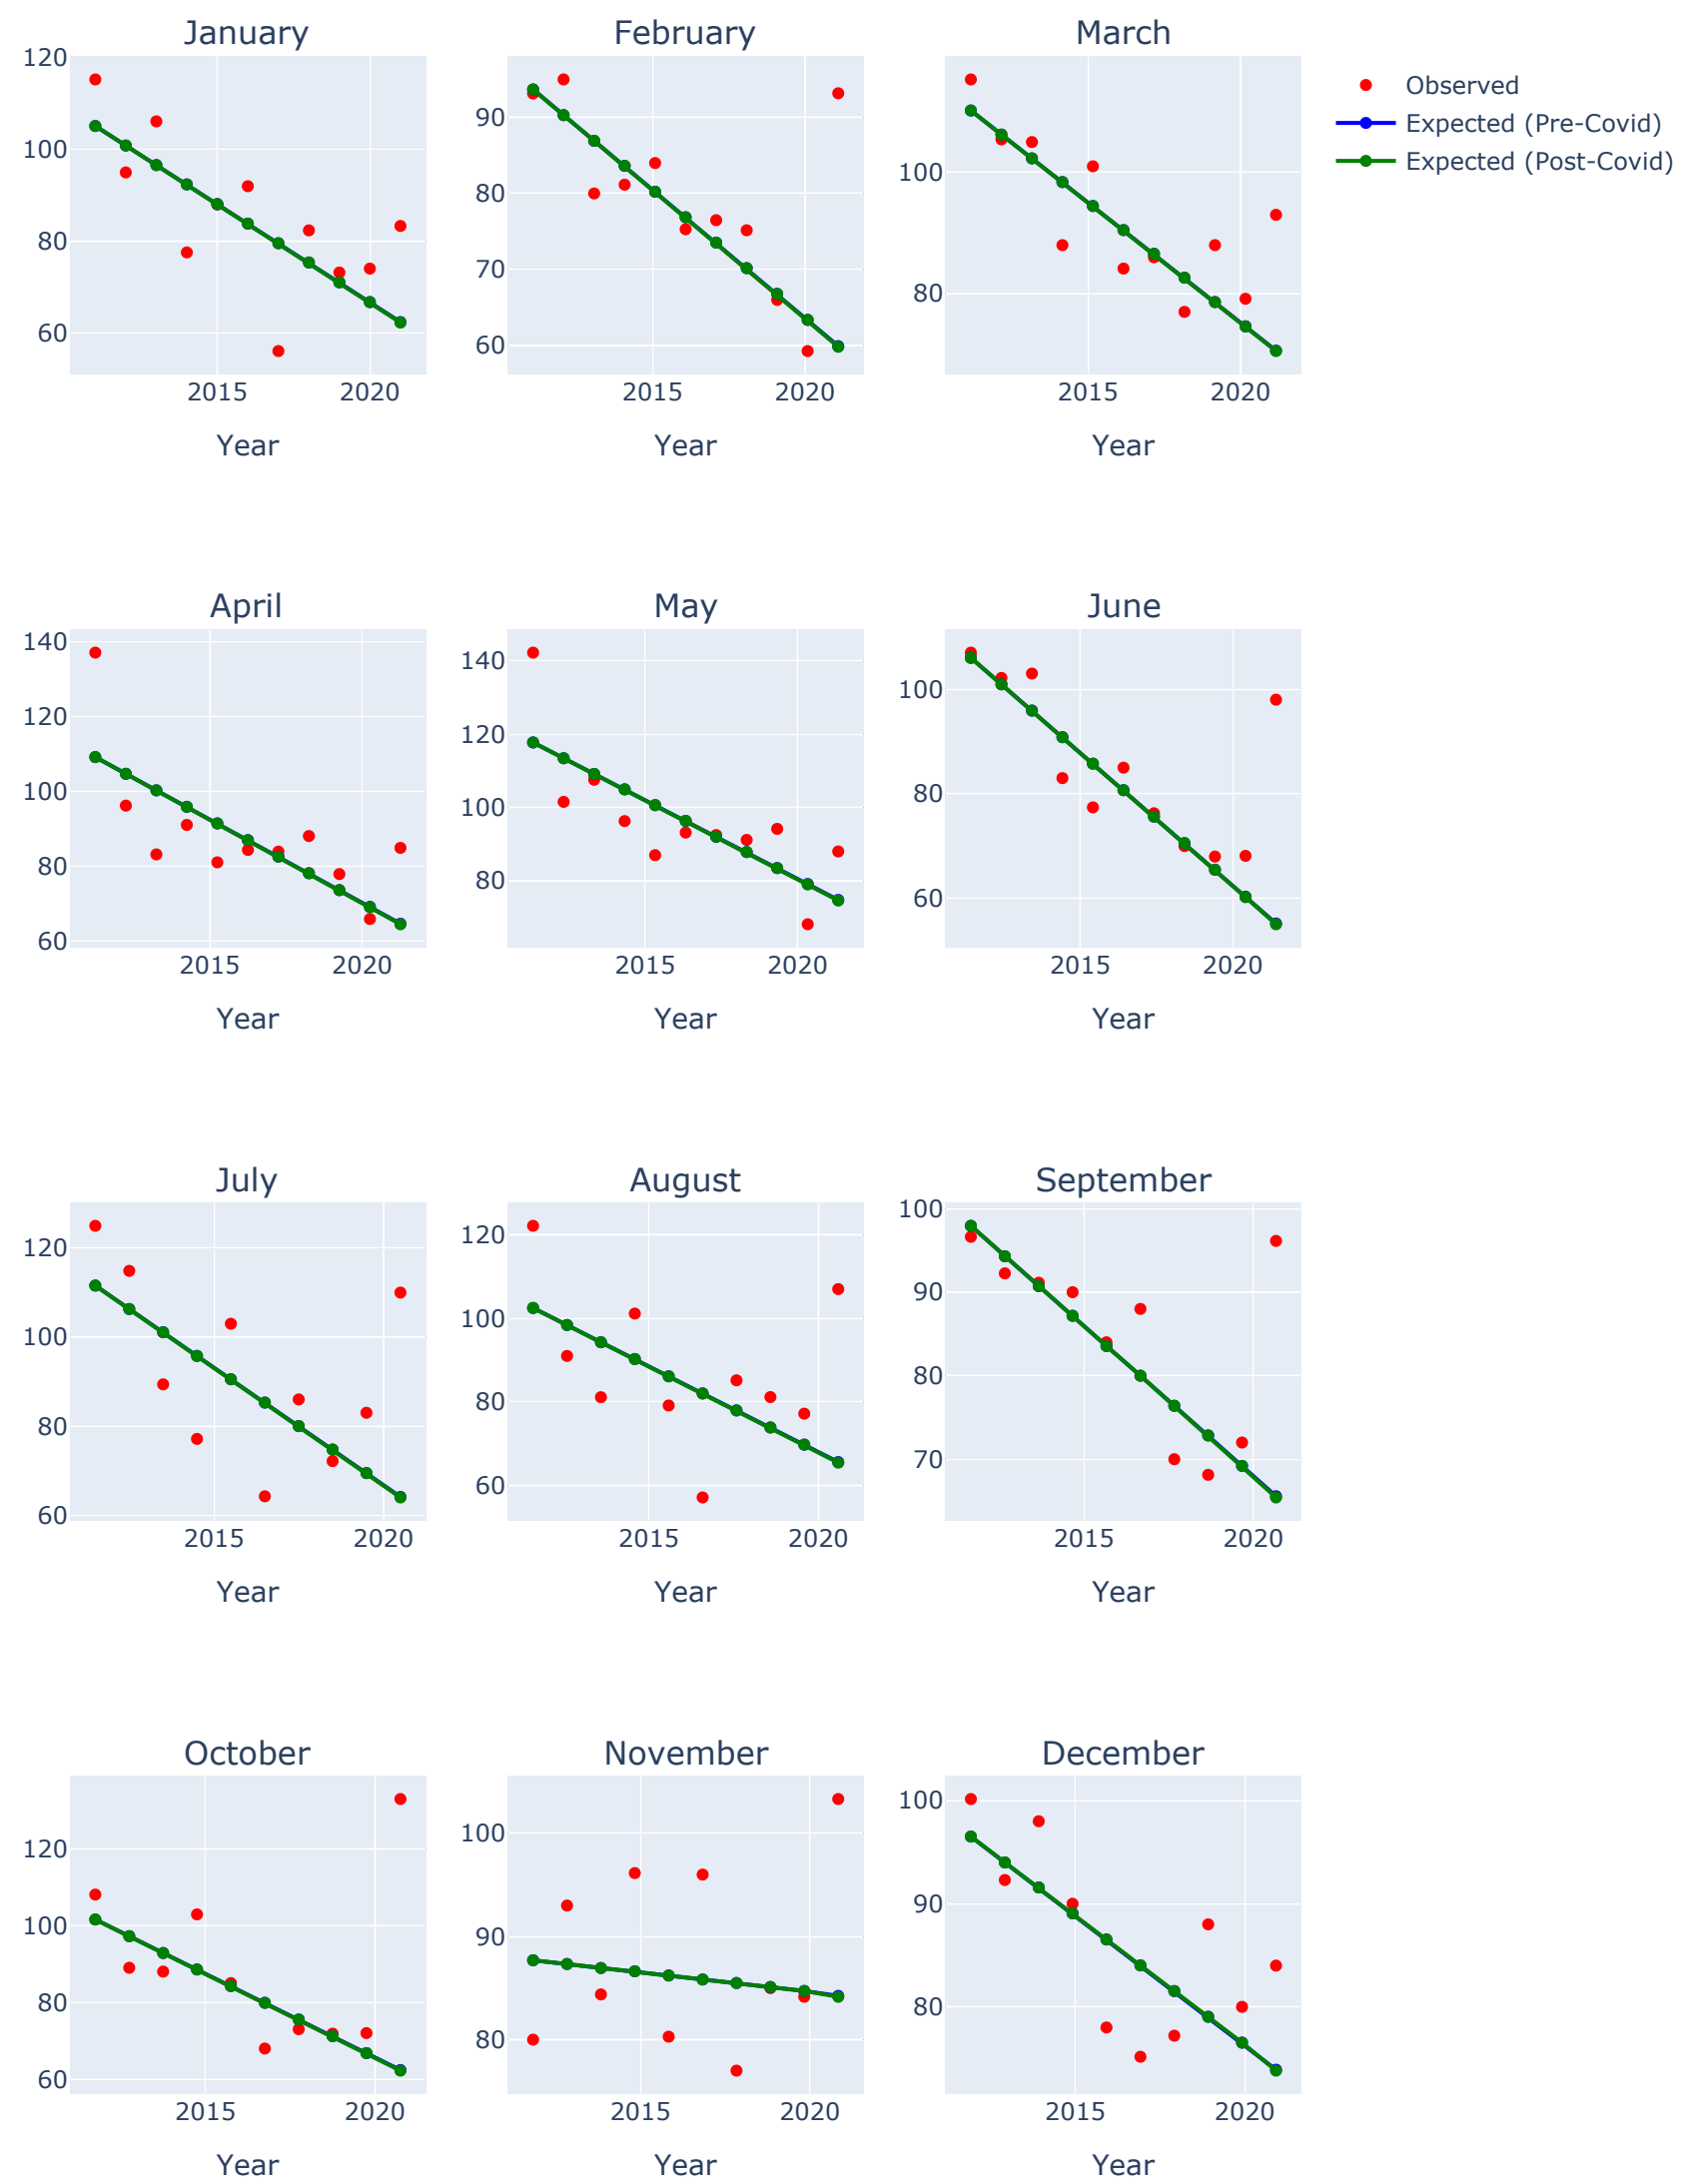 January
February
March
120
100
80
60
2015
2020
Year
90
80
70
60
2015
2020
Year
100
80
2015
2020
Year
Observed
Expected (Pre-Covid)
Expected (Post-Covid)
April
May
June
140
120
100
80
60
2015
2020
Year
140
120
100
80
2015
2020
Year
100
80
60
2015
2020
Year
July
August
September
120
100
80
60
2015
2020
Year
120
100
80
60
2015
2020
Year
100
90
80
70
2015
2020
Year
October
November
December
120
100
80
60
2015
2020
Year
100
90
80
2015
2020
Year
100
90
80
2015
2020
Year